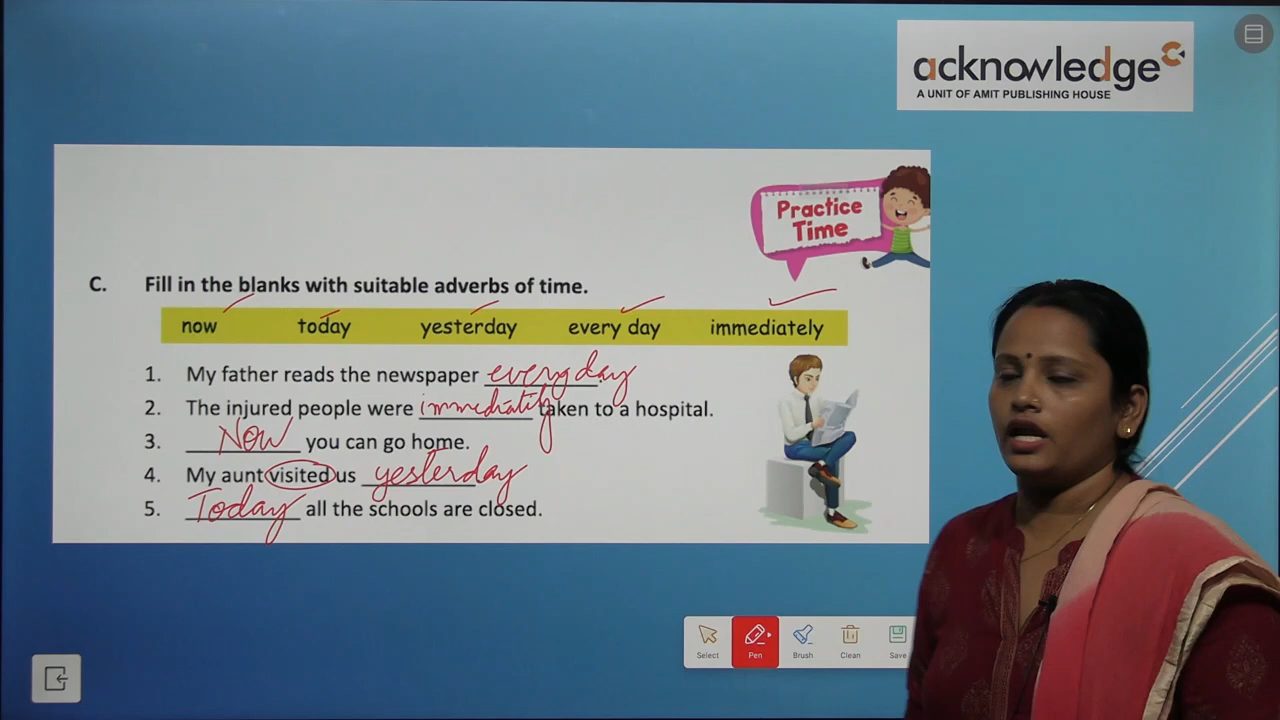 acknowledge
A UNIT OF AMIT PUBLISHING HOUSE
Practice
Time
C. Fill in the blanks with suitable adverbs of time.
now today yesterday every day immediately
1. My father reads the newspaper every day
2. The injured people were immediately taken to a hospital.
3. Now you can go home.
4. My aunt visited us yesterday
5. Today all the schools are closed.
Select Pen Brush Clean Save